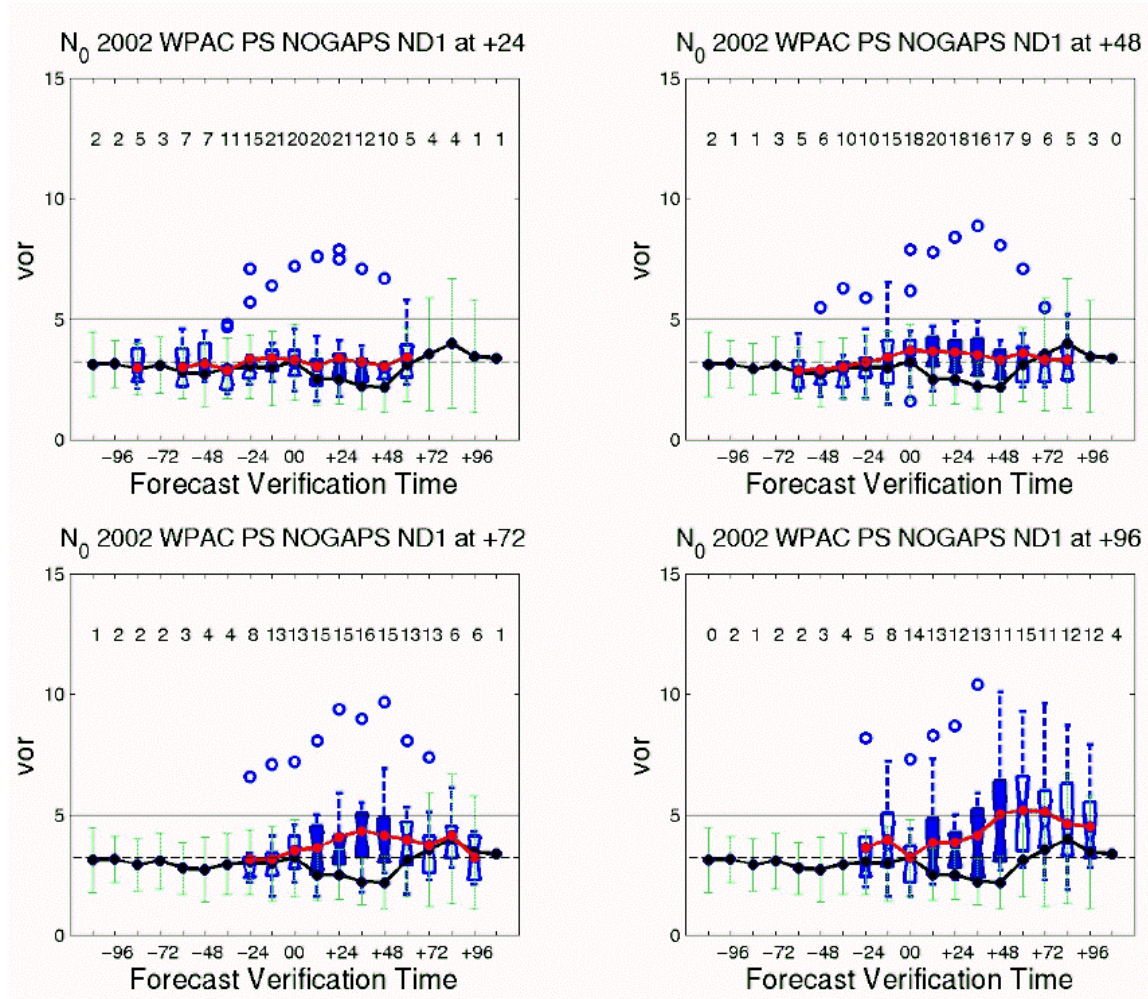 N0 2002 WPAC PS NOGAPS ND1 at +24
15
2 2 5 3 7 7 11 15 21 20 20 21 12 10 5 4 4 1 1
10
vor
5
0
−96 −72 −48 −24 00 +24 +48 +72 +96
Forecast Verification Time
N0 2002 WPAC PS NOGAPS ND1 at +48
15
2 1 1 3 5 6 10 10 15 18 20 18 16 17 9 6 5 3 0
10
vor
5
0
−96 −72 −48 −24 00 +24 +48 +72 +96
Forecast Verification Time
N0 2002 WPAC PS NOGAPS ND1 at +72
15
1 2 2 2 3 4 4 8 13 13 15 15 16 15 13 13 6 6 1
10
vor
5
0
−96 −72 −48 −24 00 +24 +48 +72 +96
Forecast Verification Time
N0 2002 WPAC PS NOGAPS ND1 at +96
15
0 2 1 2 2 3 4 5 8 14 13 12 13 11 15 11 12 12 4
10
vor
5
0
−96 −72 −48 −24 00 +24 +48 +72 +96
Forecast Verification Time